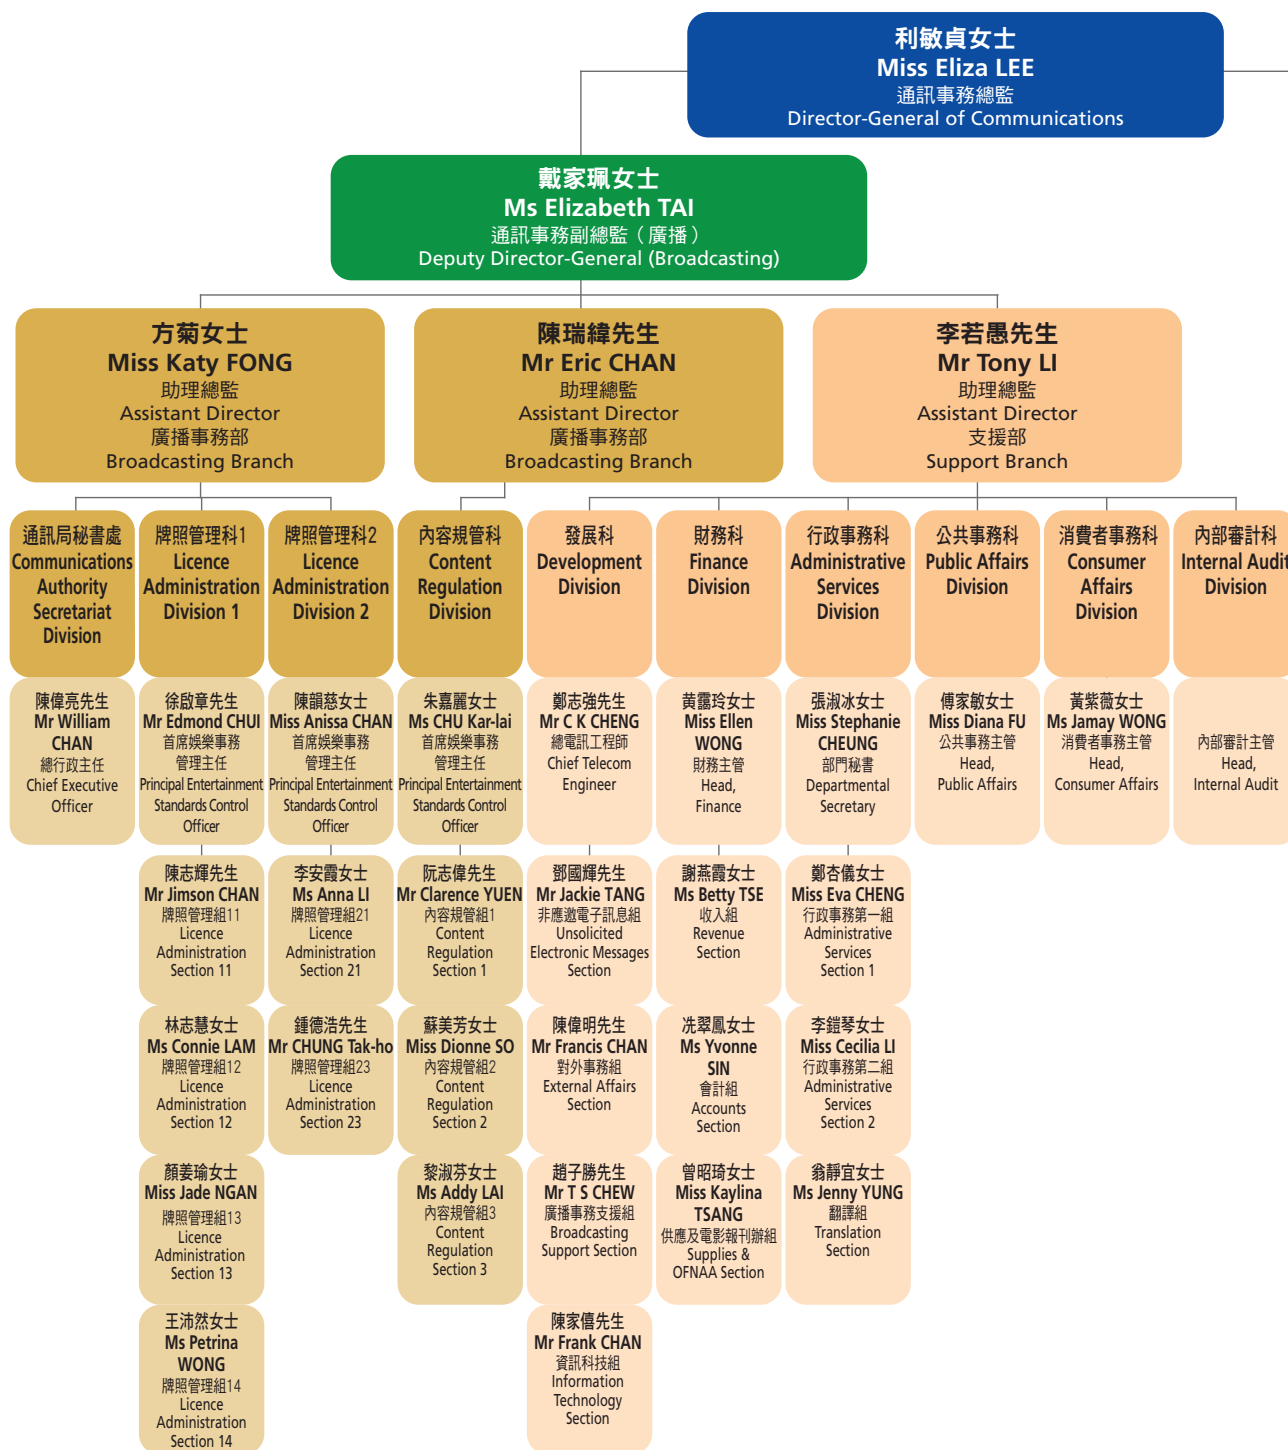 利敏貞女士
Miss Eliza LEE
通訊事務總監
Director-General of Communications
戴家珮女士
Ms Elizabeth TAI
通訊事務副總監（廣播）
Deputy Director-General (Broadcasting)
方菊女士
Miss Katy FONG
助理總監
Assistant Director
廣播事務部
Broadcasting Branch
陳瑞緯先生
Mr Eric CHAN
助理總監
Assistant Director
廣播事務部
Broadcasting Branch
李若愚先生
Mr Tony LI
助理總監
Assistant Director
支援部
Support Branch
通訊局秘書處
Communications
Authority
Secretariat
Division
牌照管理科1
Licence
Administration
Division 1
牌照管理科2
Licence
Administration
Division 2
內容規管科
Content
Regulation
Division
發展科
Development
Division
財務科
Finance
Division
行政事務科
Administrative
Services
Division
公共事務科
Public Affairs
Division
消費者事務科
Consumer
Affairs
Division
內部審計科
Internal Audit
Division
陳偉亮先生
Mr William
CHAN
總行政主任
Chief Executive
Officer
徐啟章先生
Mr Edmond CHUI
首席娛樂事務
管理主任
Principal Entertainment
Standards Control
Officer
陳韻慈女士
Miss Anissa CHAN
首席娛樂事務
管理主任
Principal Entertainment
Standards Control
Officer
朱嘉麗女士
Ms CHU Kar-lai
首席娛樂事務
管理主任
Principal Entertainment
Standards Control
Officer
鄭志強先生
Mr C K CHENG
總電訊工程師
Chief Telecom
Engineer
黄靄玲女士
Miss Ellen
WONG
財務主管
Head,
Finance
張淑冰女士
Miss Stephanie
CHEUNG
部門秘書
Departmental
Secretary
傅家敏女士
Miss Diana FU
公共事務主管
Head,
Public Affairs
黃紫薇女士
Ms Jamay WONG
消費者事務主管
Head,
Consumer Affairs
內部審計主管
Head,
Internal Audit
陳志輝先生
Mr Jimson CHAN
牌照管理組11
Licence
Administration
Section 11
李安霞女士
Ms Anna LI
牌照管理組21
Licence
Administration
Section 21
阮志偉先生
Mr Clarence YUEN
內容規管組1
Content
Regulation
Section 1
鄧國輝先生
Mr Jackie TANG
非應邀電子訊息組
Unsolicited
Electronic Messages
Section
謝燕霞女士
Ms Betty TSE
收入組
Revenue
Section
鄭杏儀女士
Miss Eva CHENG
行政事務第一組
Administrative
Services
Section 1
林志慧女士
Ms Connie LAM
牌照管理組12
Licence
Administration
Section 12
鍾德浩先生
Mr CHUNG Tak-ho
牌照管理組23
Licence
Administration
Section 23
蘇美芳女士
Miss Dionne SO
內容規管組2
Content
Regulation
Section 2
陳偉明先生
Mr Francis CHAN
對外事務組
External Affairs
Section
冼翠鳳女士
Ms Yvonne
SIN
會計組
Accounts
Section
李鎧琴女士
Miss Cecilia LI
行政事務第二組
Administrative
Services
Section 2
顏姜瑜女士
Miss Jade NGAN
牌照管理組13
Licence
Administration
Section 13
黎淑芬女士
Ms Addy LAI
內容規管組3
Content
Regulation
Section 3
趙子勝先生
Mr T S CHEW
廣播事務支援組
Broadcasting
Support Section
曾昭琦女士
Miss Kaylina
TSANG
供應及電影報刊辦組
Supplies &
OFNAA Section
翁靜宜女士
Ms Jenny YUNG
翻譯組
Translation
Section
王沛然女士
Ms Petrina
WONG
牌照管理組14
Licence
Administration
Section 14
陳家僖先生
Mr Frank CHAN
資訊科技組
Information
Technology
Section